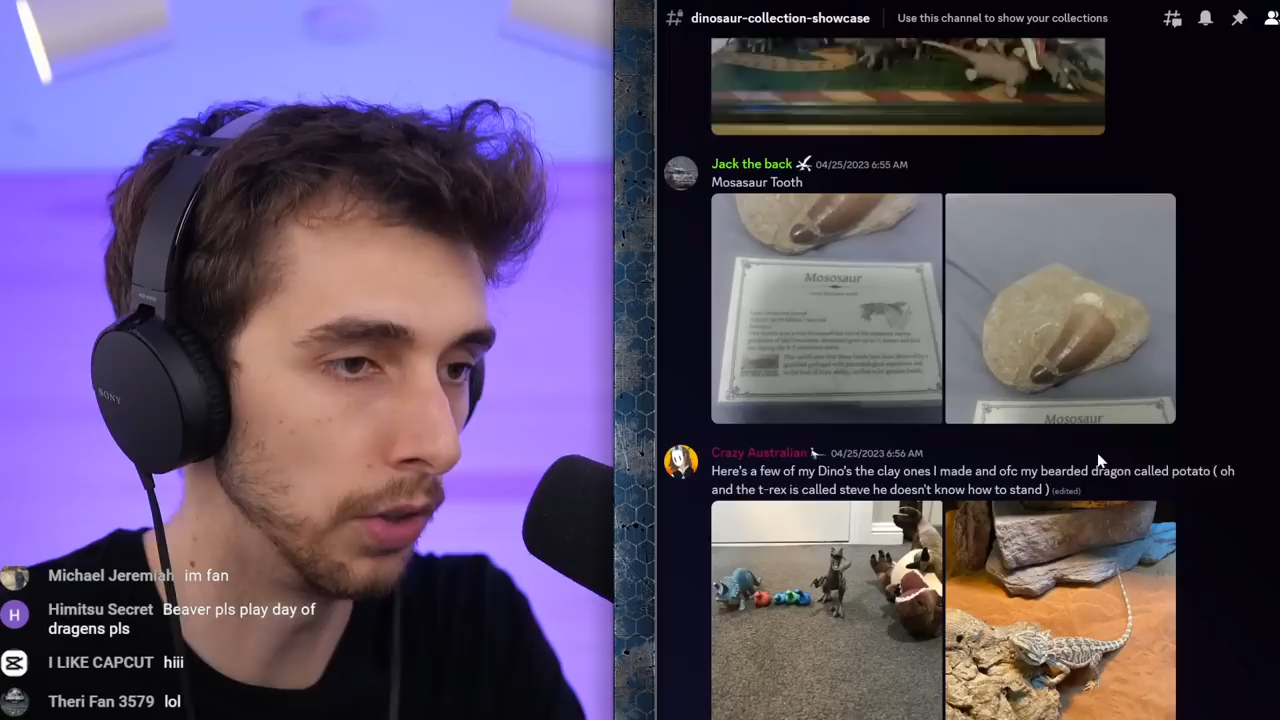 dinosaur-collection-showcase
Use this channel to show your collections
Jack the back 04/25/2023 6:55 AM
Mosasaur Tooth
Mososaur
Mososaur
Crazy Australian 04/25/2023 6:56 AM
Here's a few of my Dino's the clay ones I made and ofc my bearded dragon called potato ( oh
and the t-rex is called steve he doesn't know how to stand ) (edited)
SONY
Michael Jeremiah im fan
Himitsu Secret Beaver pls play day of
dragens pls
I LIKE CAPCUT hiii
Theri Fan 3579 lol